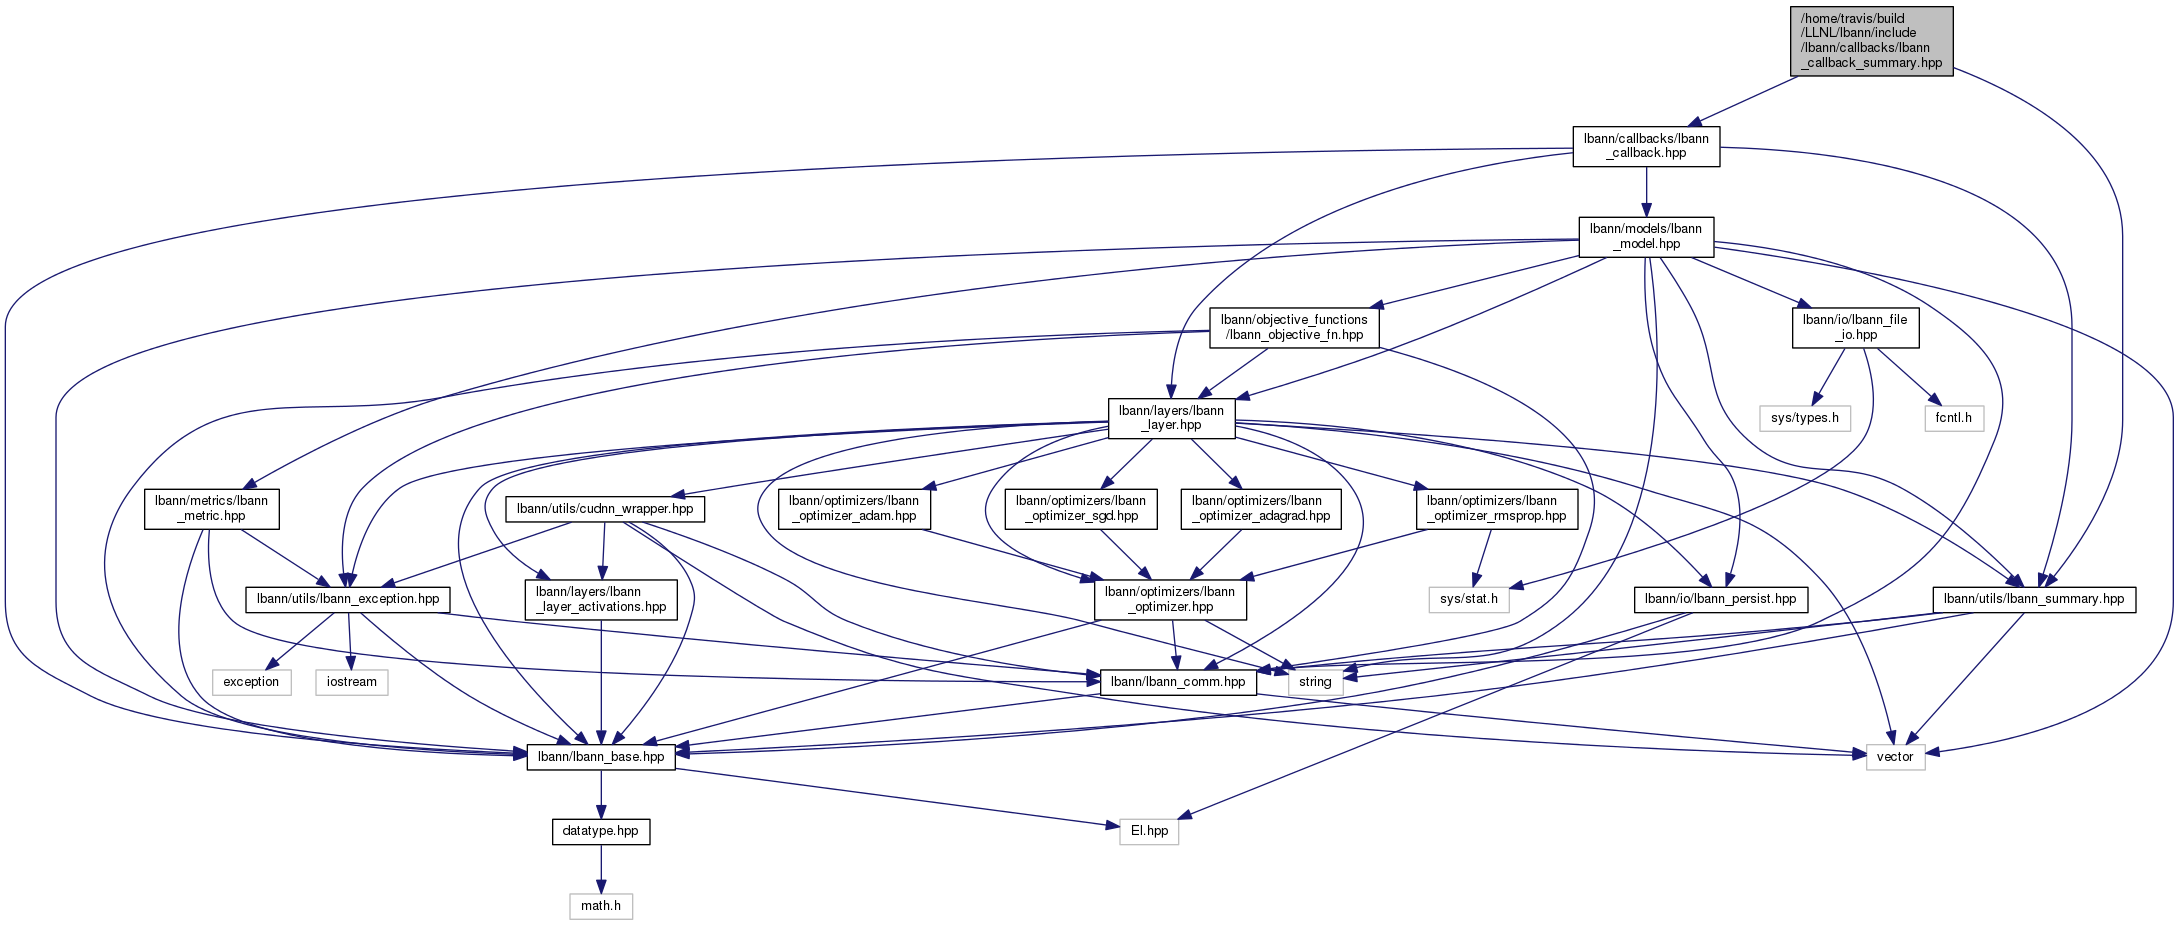 /home/travis/build
/LLNL/lbann/include
/lbann/callbacks/lbann
_callback_summary.hpp
lbann/callbacks/lbann
_callback.hpp
lbann/models/lbann
_model.hpp
lbann/objective_functions
/lbann_objective_fn.hpp
lbann/io/lbann_file
_io.hpp
lbann/layers/lbann
_layer.hpp
sys/types.h
fcntl.h
lbann/metrics/lbann
_metric.hpp
lbann/utils/cudnn_wrapper.hpp
lbann/optimizers/lbann
_optimizer_adam.hpp
lbann/optimizers/lbann
_optimizer_sgd.hpp
lbann/optimizers/lbann
_optimizer_adagrad.hpp
lbann/optimizers/lbann
_optimizer_rmsprop.hpp
lbann/utils/lbann_exception.hpp
lbann/layers/lbann
_layer_activations.hpp
lbann/optimizers/lbann
_optimizer.hpp
sys/stat.h
lbann/io/lbann_persist.hpp
lbann/utils/lbann_summary.hpp
exception
iostream
lbann/lbann_comm.hpp
string
lbann/lbann_base.hpp
vector
datatype.hpp
El.hpp
math.h